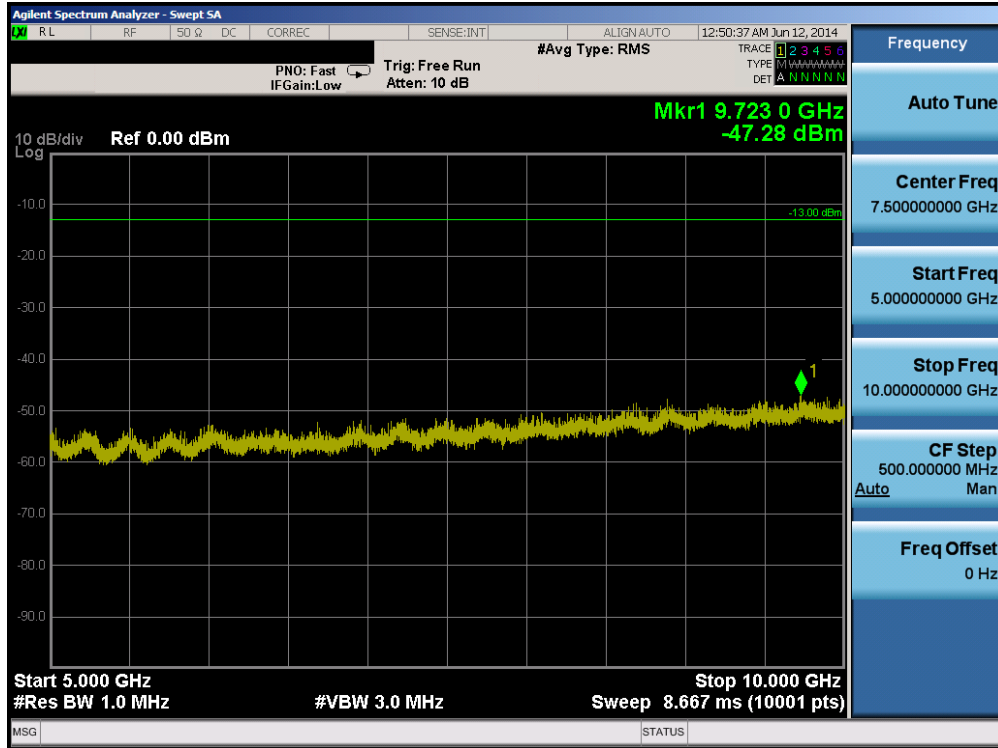 Agilent Spectrum Analyzer - Swept SA
LXI RL RF 50 Ω DC CORREC SENSE:INT ALIGN AUTO 12:50:37 AM Jun 12, 2014
Frequency
#Avg Type: RMS
TRACE 1 2 3 4 5 6
PNO: Fast Trig: Free Run
TYPE M WWWWW
IFGain:Low Atten: 10 dB
DET A N N N N N
Auto Tune
Mkr1 9.723 0 GHz
-47.28 dBm
10 dB/div Ref 0.00 dBm
Log
Center Freq
7.500000000 GHz
-10.0
-13.00 dBm
-20.0
Start Freq
5.000000000 GHz
-30.0
-40.0
Stop Freq
10.000000000 GHz
1
-50.0
CF Step
500.000000 MHz
Auto Man
-60.0
-70.0
Freq Offset
0 Hz
-80.0
-90.0
Start 5.000 GHz Stop 10.000 GHz
#Res BW 1.0 MHz #VBW 3.0 MHz Sweep 8.667 ms (10001 pts)
MSG STATUS